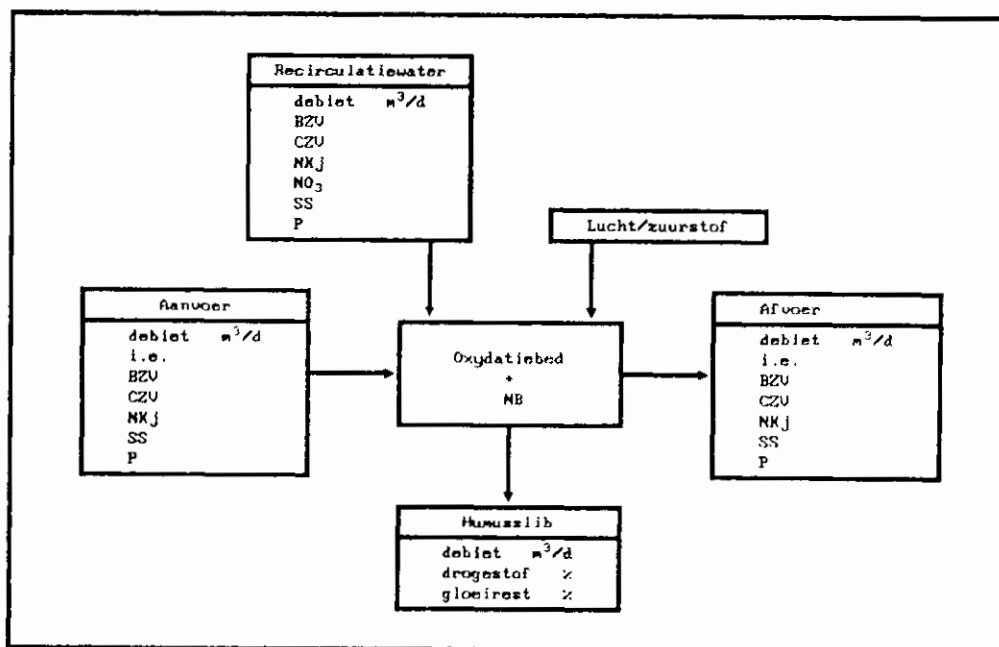 Recirculatiewater
debiet m³/d
BZV
CZV
NKj
NO₃
SS
P
Lucht/zuurstof
Aanvoer
debiet m³/d
i.e.
BZV
CZV
NKj
SS
P
Oxydatiebed
+
NB
Afvoer
debiet m³/d
i.e.
BZV
CZV
NKj
SS
P
Humusslib
debiet m³/d
drogestof %
gloeirest %